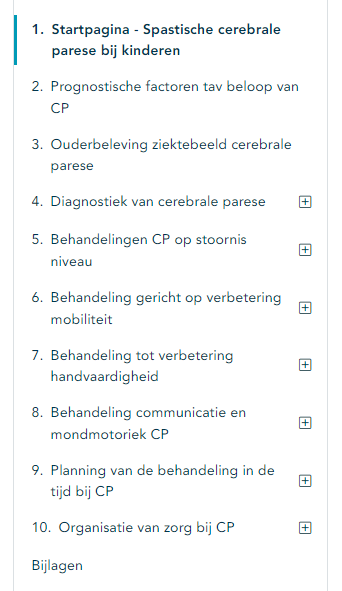 1. Startpagina - Spastische cerebrale
parese bij kinderen
2. Prognostische factoren tav beloop van
CP
3. Ouderbeleving ziektebeeld cerebrale
parese
4. Diagnostiek van cerebrale parese
5. Behandelingen CP op stoornis
niveau
6. Behandeling gericht op verbetering
mobiliteit
7. Behandeling tot verbetering
handvaardigheid
8. Behandeling communicatie en
mondmotoriek CP
9. Planning van de behandeling in de
tijd bij CP
10. Organisatie van zorg bij CP
Bijlagen